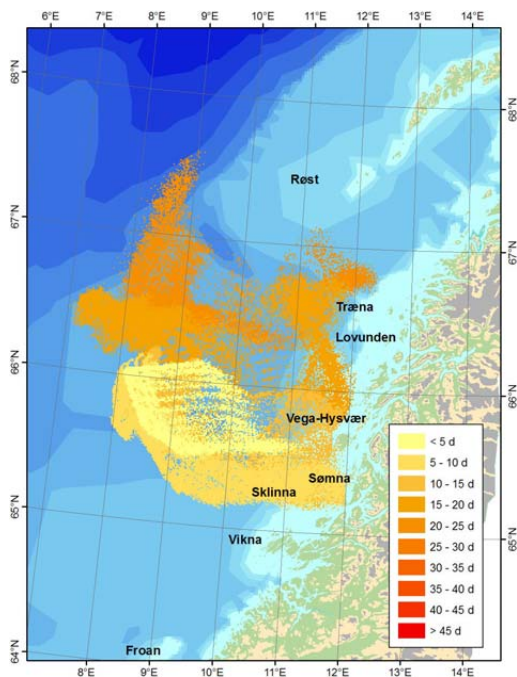 6°E 7°E 8°E 9°E 10°E 11°E 12°E 13°E 14°E
68°N
68°N
Røst
67°N
67°N
Træna
Lovunden
66°N
66°N
Vega-Hysvær
< 5 d
5 - 10 d
10 - 15 d
15 - 20 d
20 - 25 d
25 - 30 d
30 - 35 d
35 - 40 d
40 - 45 d
> 45 d
Sømna
Sklinna
65°N
65°N
Vikna
64°N
Froan
8°E 9°E 10°E 11°E 12°E 13°E 14°E